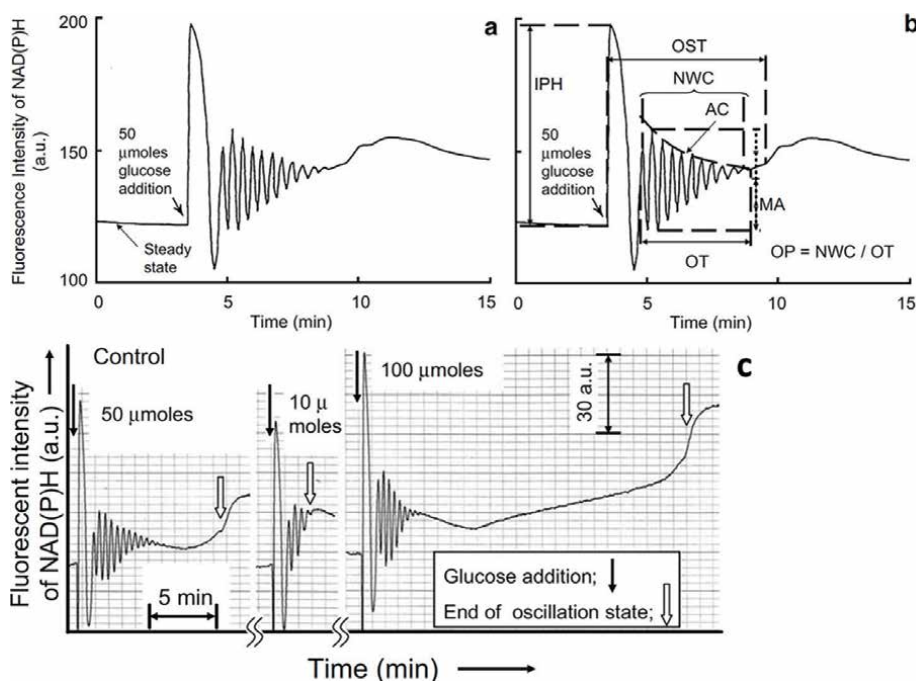 Fluorescence Intensity of NAD(P)H
(a.u.)
200
150
100
a
50
μmoles
glucose
addition
Steady
state
0
5
10
15
Time (min)
b
OST
NWC
IPH
AC
50
μmoles
glucose
addition
MA
OT
OP = NWC / OT
0
5
10
15
Time (min)
Fluorescent intensity
of NAD(P)H (a.u.)
Control
50 μmoles
10 μ
moles
100 μmoles
30 a.u.
c
5 min
Glucose addition;
End of oscillation state;
Time (min)